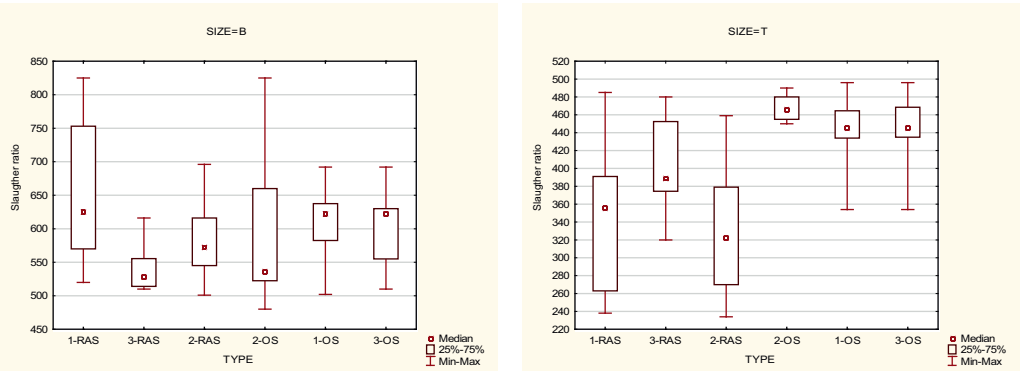 SIZE=B
850
800
750
700
650
600
550
500
450
Slaugther ratio
1-RAS 3-RAS 2-RAS 2-OS 1-OS 3-OS
TYPE
Median
25%-75%
Min-Max
SIZE=T
520
500
480
460
440
420
400
380
360
340
320
300
280
260
240
220
Slaugther ratio
1-RAS 3-RAS 2-RAS 2-OS 1-OS 3-OS
TYPE
Median
25%-75%
Min-Max